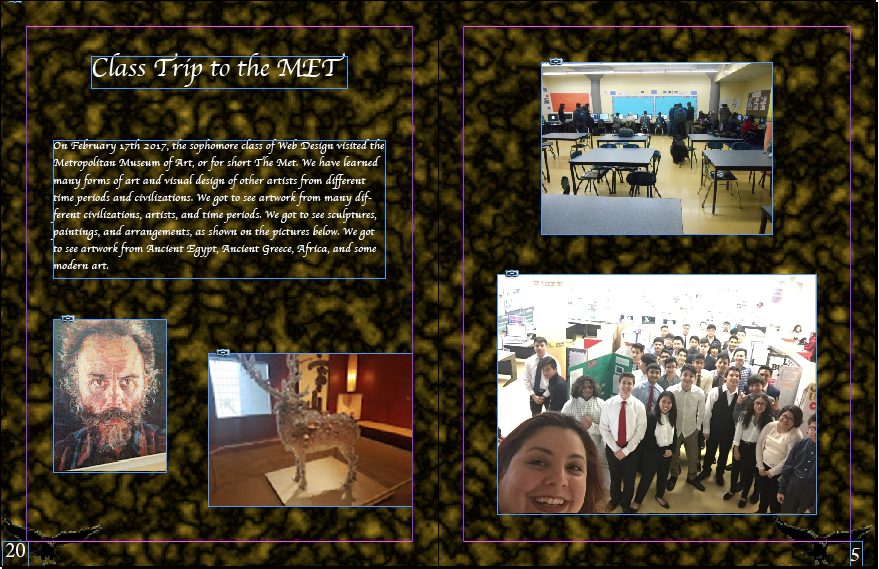 Class Trip to the MET
On February 17th 2017, the sophomore class of Web Design visited the
Metropolitan Museum of Art, or for short The Met. We have learned
many forms of art and visual design of other artists from different
time periods and civilizations. We got to see artwork from many dif-
ferent civilizations, artists, and time periods. We got to see sculptures,
paintings, and arrangements, as shown on the pictures below. We got
to see artwork from Ancient Egypt, Ancient Greece, Africa, and some
modern art.
20
5